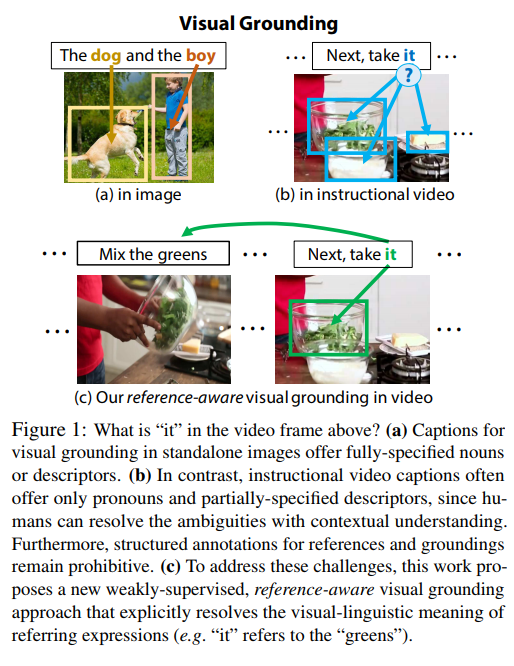 Visual Grounding
The dog and the boy
... Next, take it ...
?
... ...
(a) in image
(b) in instructional video
... Mix the greens ... Next, take it ...
... ... ...
(c) Our reference-aware visual grounding in video
Figure 1: What is “it” in the video frame above? (a) Captions for
visual grounding in standalone images offer fully-specified nouns
or descriptors. (b) In contrast, instructional video captions often
offer only pronouns and partially-specified descriptors, since hu-
mans can resolve the ambiguities with contextual understanding.
Furthermore, structured annotations for references and groundings
remain prohibitive. (c) To address these challenges, this work pro-
poses a new weakly-supervised, reference-aware visual grounding
approach that explicitly resolves the visual-linguistic meaning of
referring expressions (e.g. “it” refers to the “greens”).